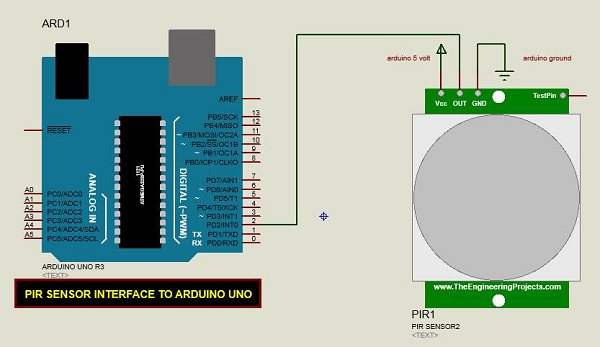 ARD1
ARDUINO UNO R3
<TEXT>
RESET
AREF
PB5/SCK 13
PB4/MISO 12
~ PB3/MOSI/OC2A 11
~ PB2/SS/OC1B 10
~ PB1/OC1A 9
PB0/ICP1/CLKO 8
PD7/AIN1 7
~ PD6/AIN0 6
~ PD5/T1 5
PD4/T0/XCK 4
~ PD3/INT1 3
PD2/INT0 2
TX PD1/TXD 1
RX PD0/RXD 0
A0 PC0/ADC0
A1 PC1/ADC1
A2 PC2/ADC2
A3 PC3/ADC3
A4 PC4/ADC4/SDA
A5 PC5/ADC5/SCL
ANALOG IN
ATMEGA328P-PU
1121
DIGITAL (~PWM)
PIR SENSOR INTERFACE TO ARDUINO UNO
arduino 5 volt
arduino ground
Vcc OUT GND
TestPin
www.TheEngineeringProjects.com
PIR1
PIR SENSOR2
<TEXT>